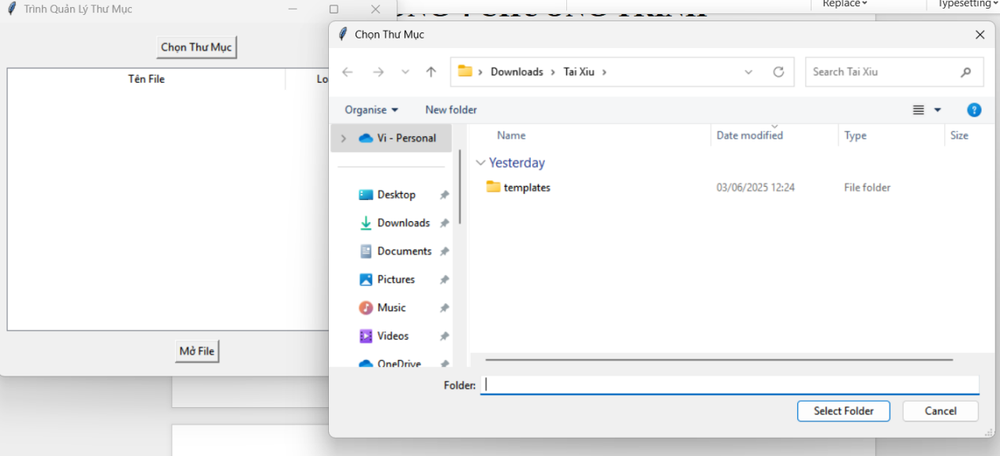 Trình Quản Lý Thư Mục
Chọn Thư Mục
Tên File
Lo
Mở File
Replace
Typesetting
CHƯƠNG TRÌNH
Chọn Thư Mục
Downloads > Tai Xiu >
Search Tai Xiu
Organise
New folder
Vi - Personal
Desktop
Downloads
Documents
Pictures
Music
Videos
OneDrive
Name Date modified Type Size
Yesterday
templates 03/06/2025 12:24 File folder
Folder:
Select Folder
Cancel